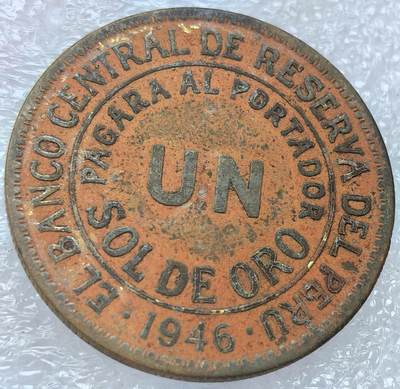 EL BANCO CENTRAL DE RESERVA DEL PERU
PAGARA AL PORTADOR
UN
SOL DE ORO
· 1946 ·